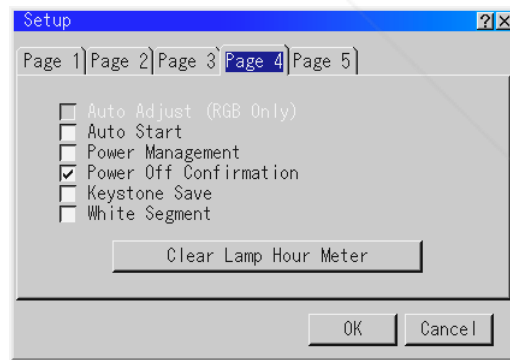 Setup ? ×
Page 1 Page 2 Page 3 Page 4 Page 5
Auto Adjust (RGB Only)
Auto Start
Power Management
Power Off Confirmation
Keystone Save
White Segment
Clear Lamp Hour Meter
OK Cancel